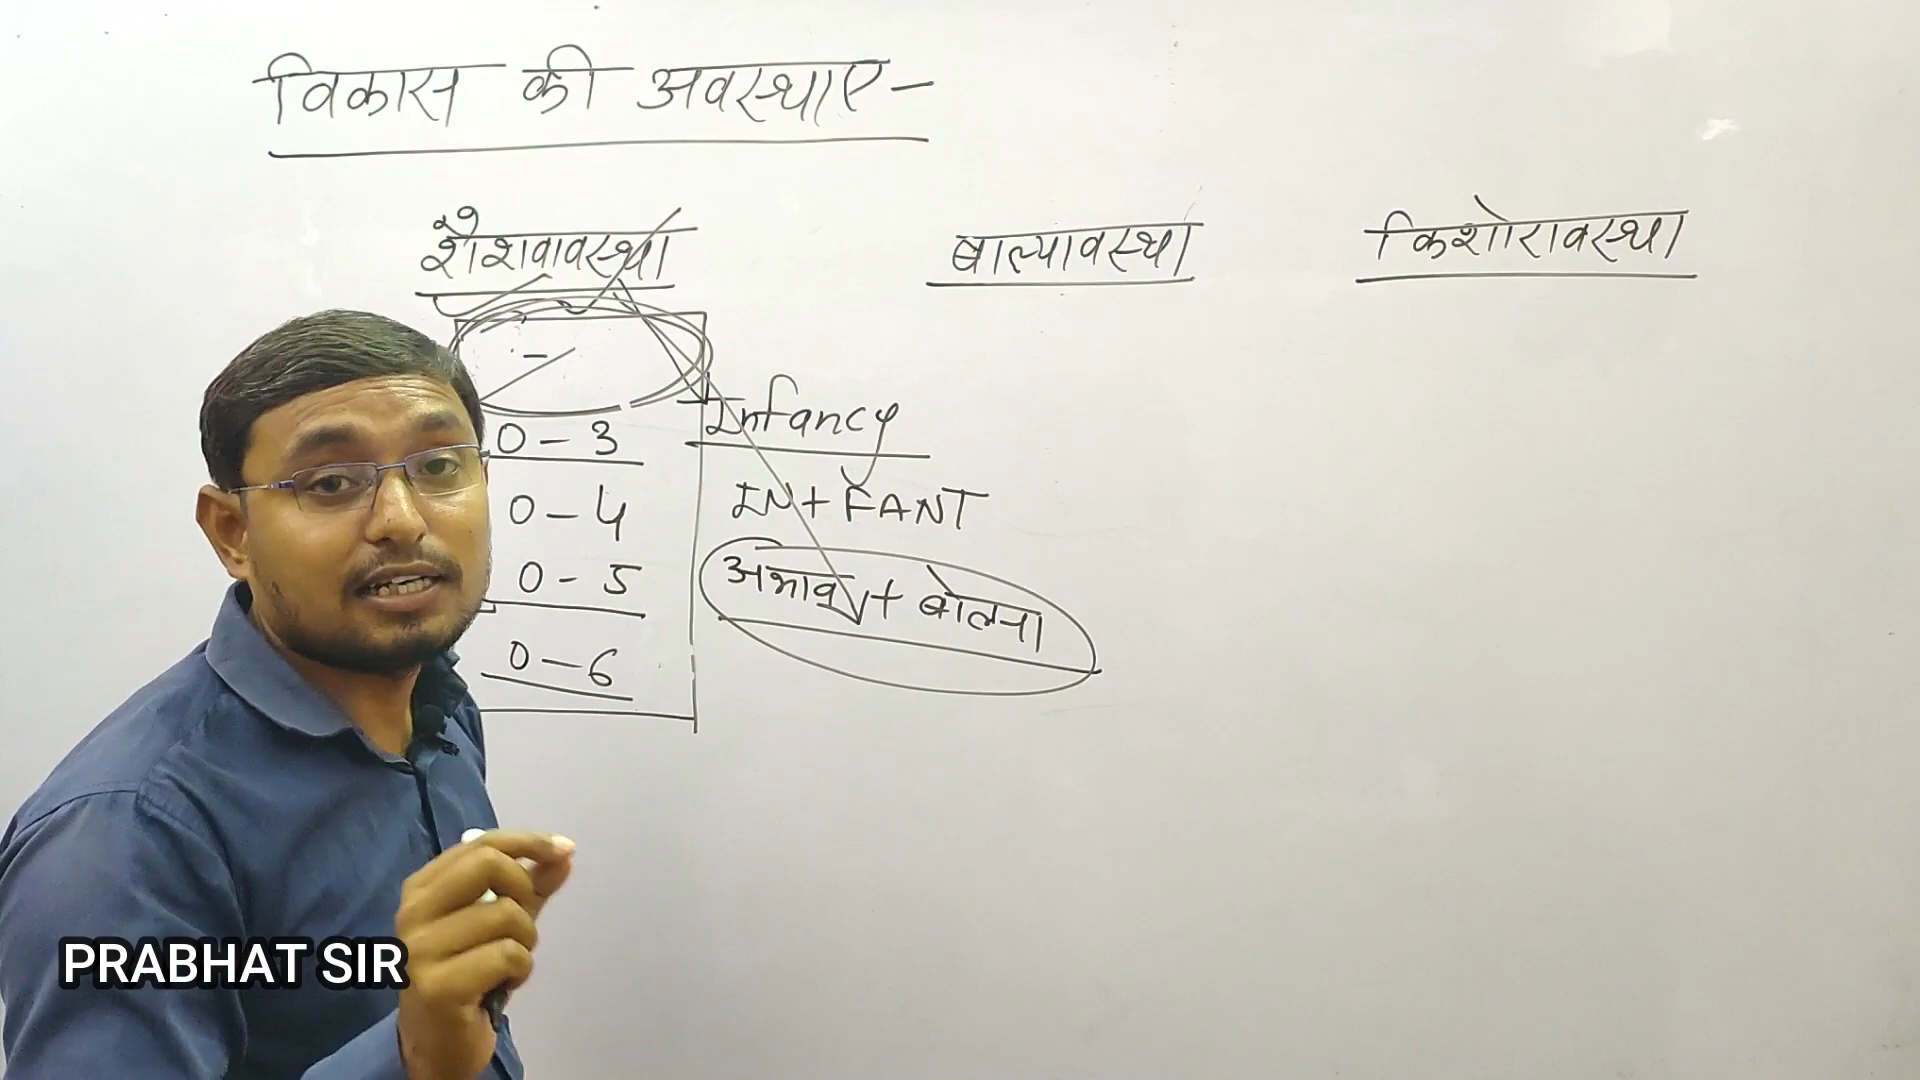 विकास की अवस्थाए -
शैशवावस्था
बाल्यावस्था
किशोरावस्था
0 - 3
0 - 4
0 - 5
0 - 6
Infancy
IN + FANT
अभाव + बोलना
PRABHAT SIR